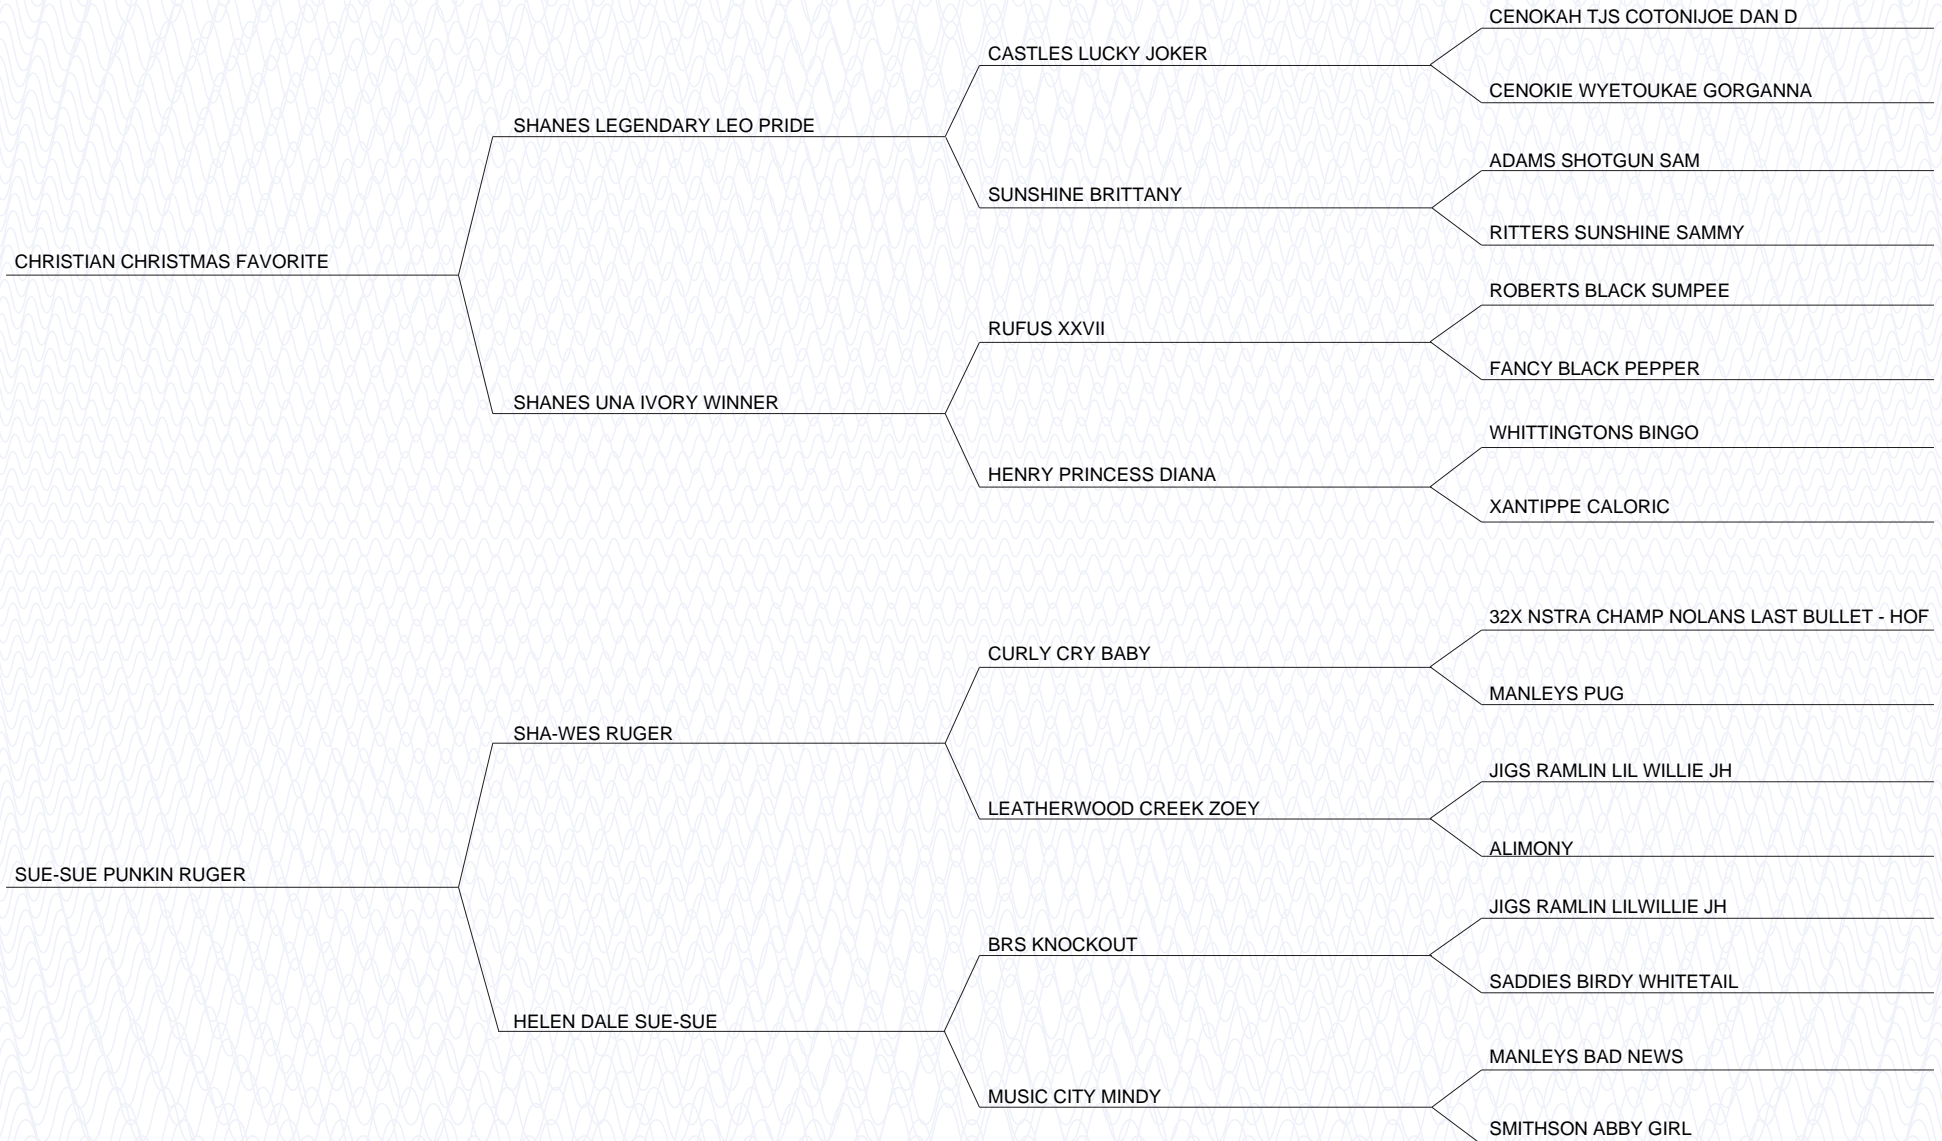 CENOKAH TJS COTONIJOE DAN D
CASTLES LUCKY JOKER
CENOKIE WYETOUKAE GORGANNA
SHANES LEGENDARY LEO PRIDE
ADAMS SHOTGUN SAM
SUNSHINE BRITTANY
RITTERS SUNSHINE SAMMY
CHRISTIAN CHRISTMAS FAVORITE
ROBERTS BLACK SUMPEE
RUFUS XXVII
FANCY BLACK PEPPER
SHANES UNA IVORY WINNER
WHITTINGTONS BINGO
HENRY PRINCESS DIANA
XANTIPPE CALORIC
32X NSTRA CHAMP NOLANS LAST BULLET - HOF
CURLY CRY BABY
MANLEYS PUG
SHA-WES RUGER
JIGS RAMLIN LIL WILLIE JH
LEATHERWOOD CREEK ZOEY
ALIMONY
SUE-SUE PUNKIN RUGER
JIGS RAMLIN LILWILLIE JH
BRS KNOCKOUT
SADDIES BIRDY WHITETAIL
HELEN DALE SUE-SUE
MANLEYS BAD NEWS
MUSIC CITY MINDY
SMITHSON ABBY GIRL